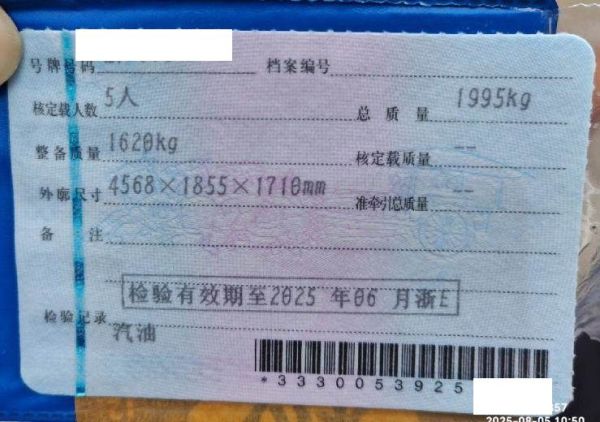 号牌号码 档案编号
核定载人数 5人 总质量 1995kg
整备质量 1620kg 核定载质量 --
外廓尺寸 4568×1855×1710mm 准牵引总质量 --
备注
检验有效期至2025 年06 月浙E
检验记录
汽油
*3330053925
57
2025-08-05 10:50